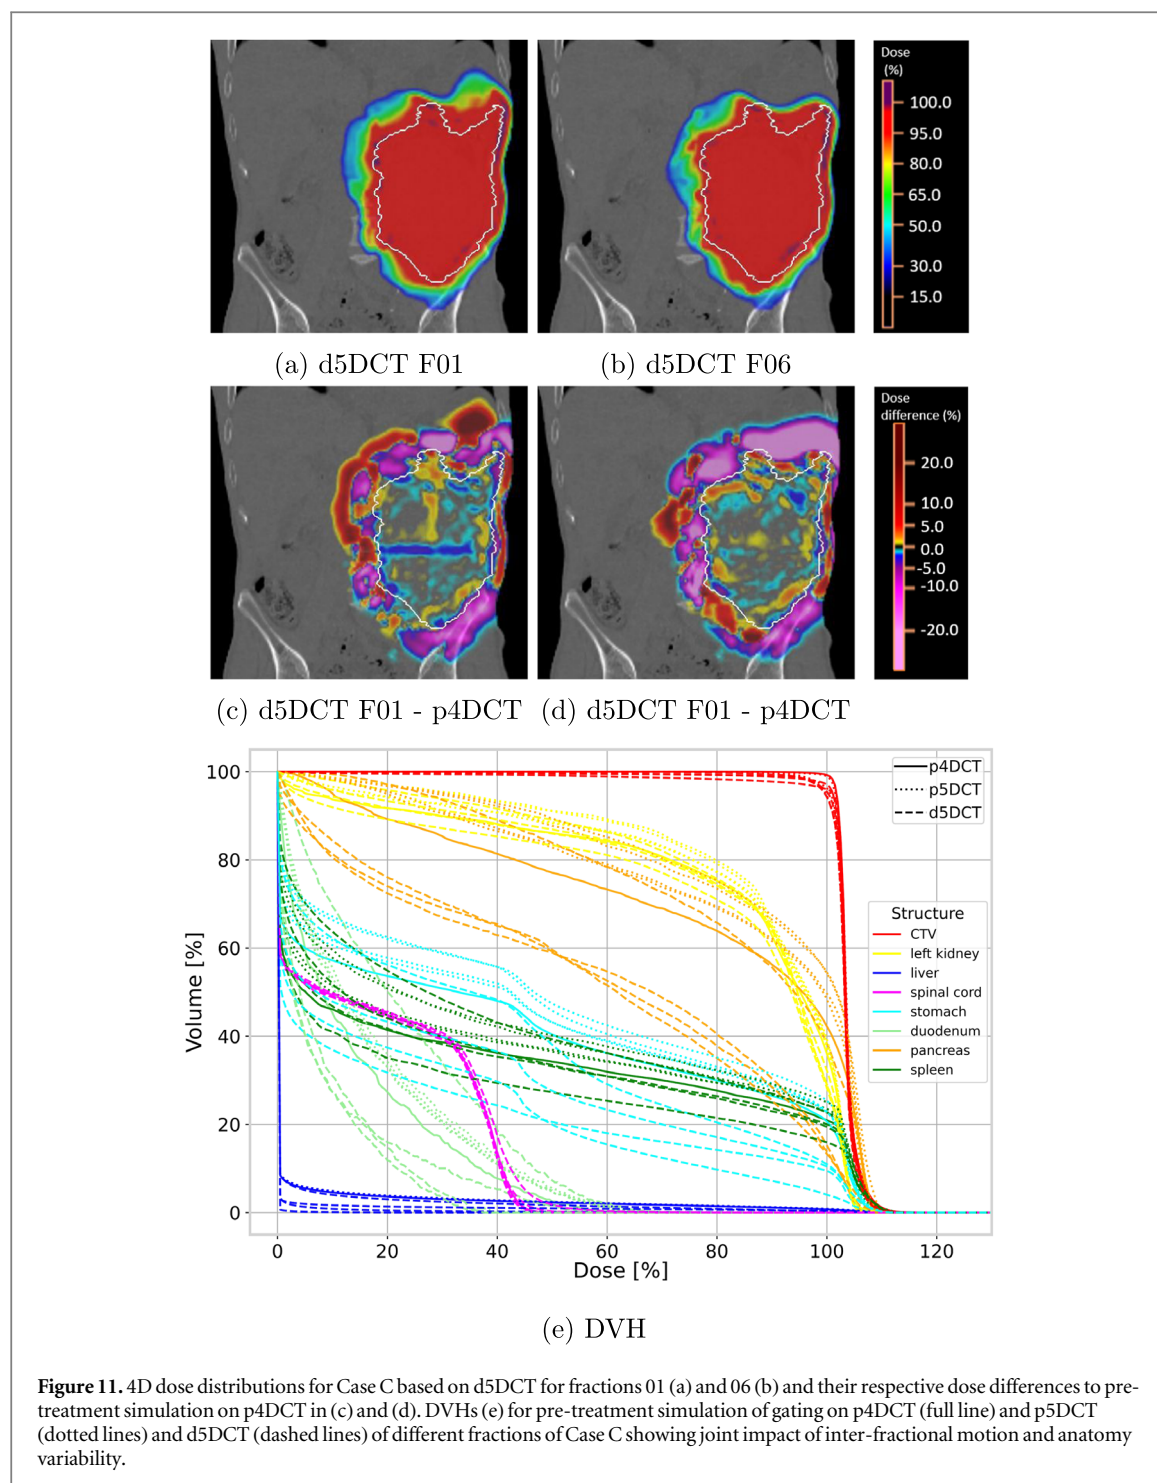 Dose
(%)
100.0
95.0
80.0
65.0
50.0
30.0
15.0
(a) d5DCT F01
(b) d5DCT F06
Dose
difference (%)
20.0
10.0
5.0
0.0
-5.0
-10.0
-20.0
(c) d5DCT F01 - p4DCT
(d) d5DCT F01 - p4DCT
100
80
60
40
20
0
Volume [%]
p4DCT
p5DCT
d5DCT
Structure
CTV
left kidney
liver
spinal cord
stomach
duodenum
pancreas
spleen
0 20 40 60 80 100 120
Dose [%]
(e) DVH
Figure 11. 4D dose distributions for Case C based on d5DCT for fractions 01 (a) and 06 (b) and their respective dose differences to pre-
treatment simulation on p4DCT in (c) and (d). DVHs (e) for pre-treatment simulation of gating on p4DCT (full line) and p5DCT
(dotted lines) and d5DCT (dashed lines) of different fractions of Case C showing joint impact of inter-fractional motion and anatomy
variability.